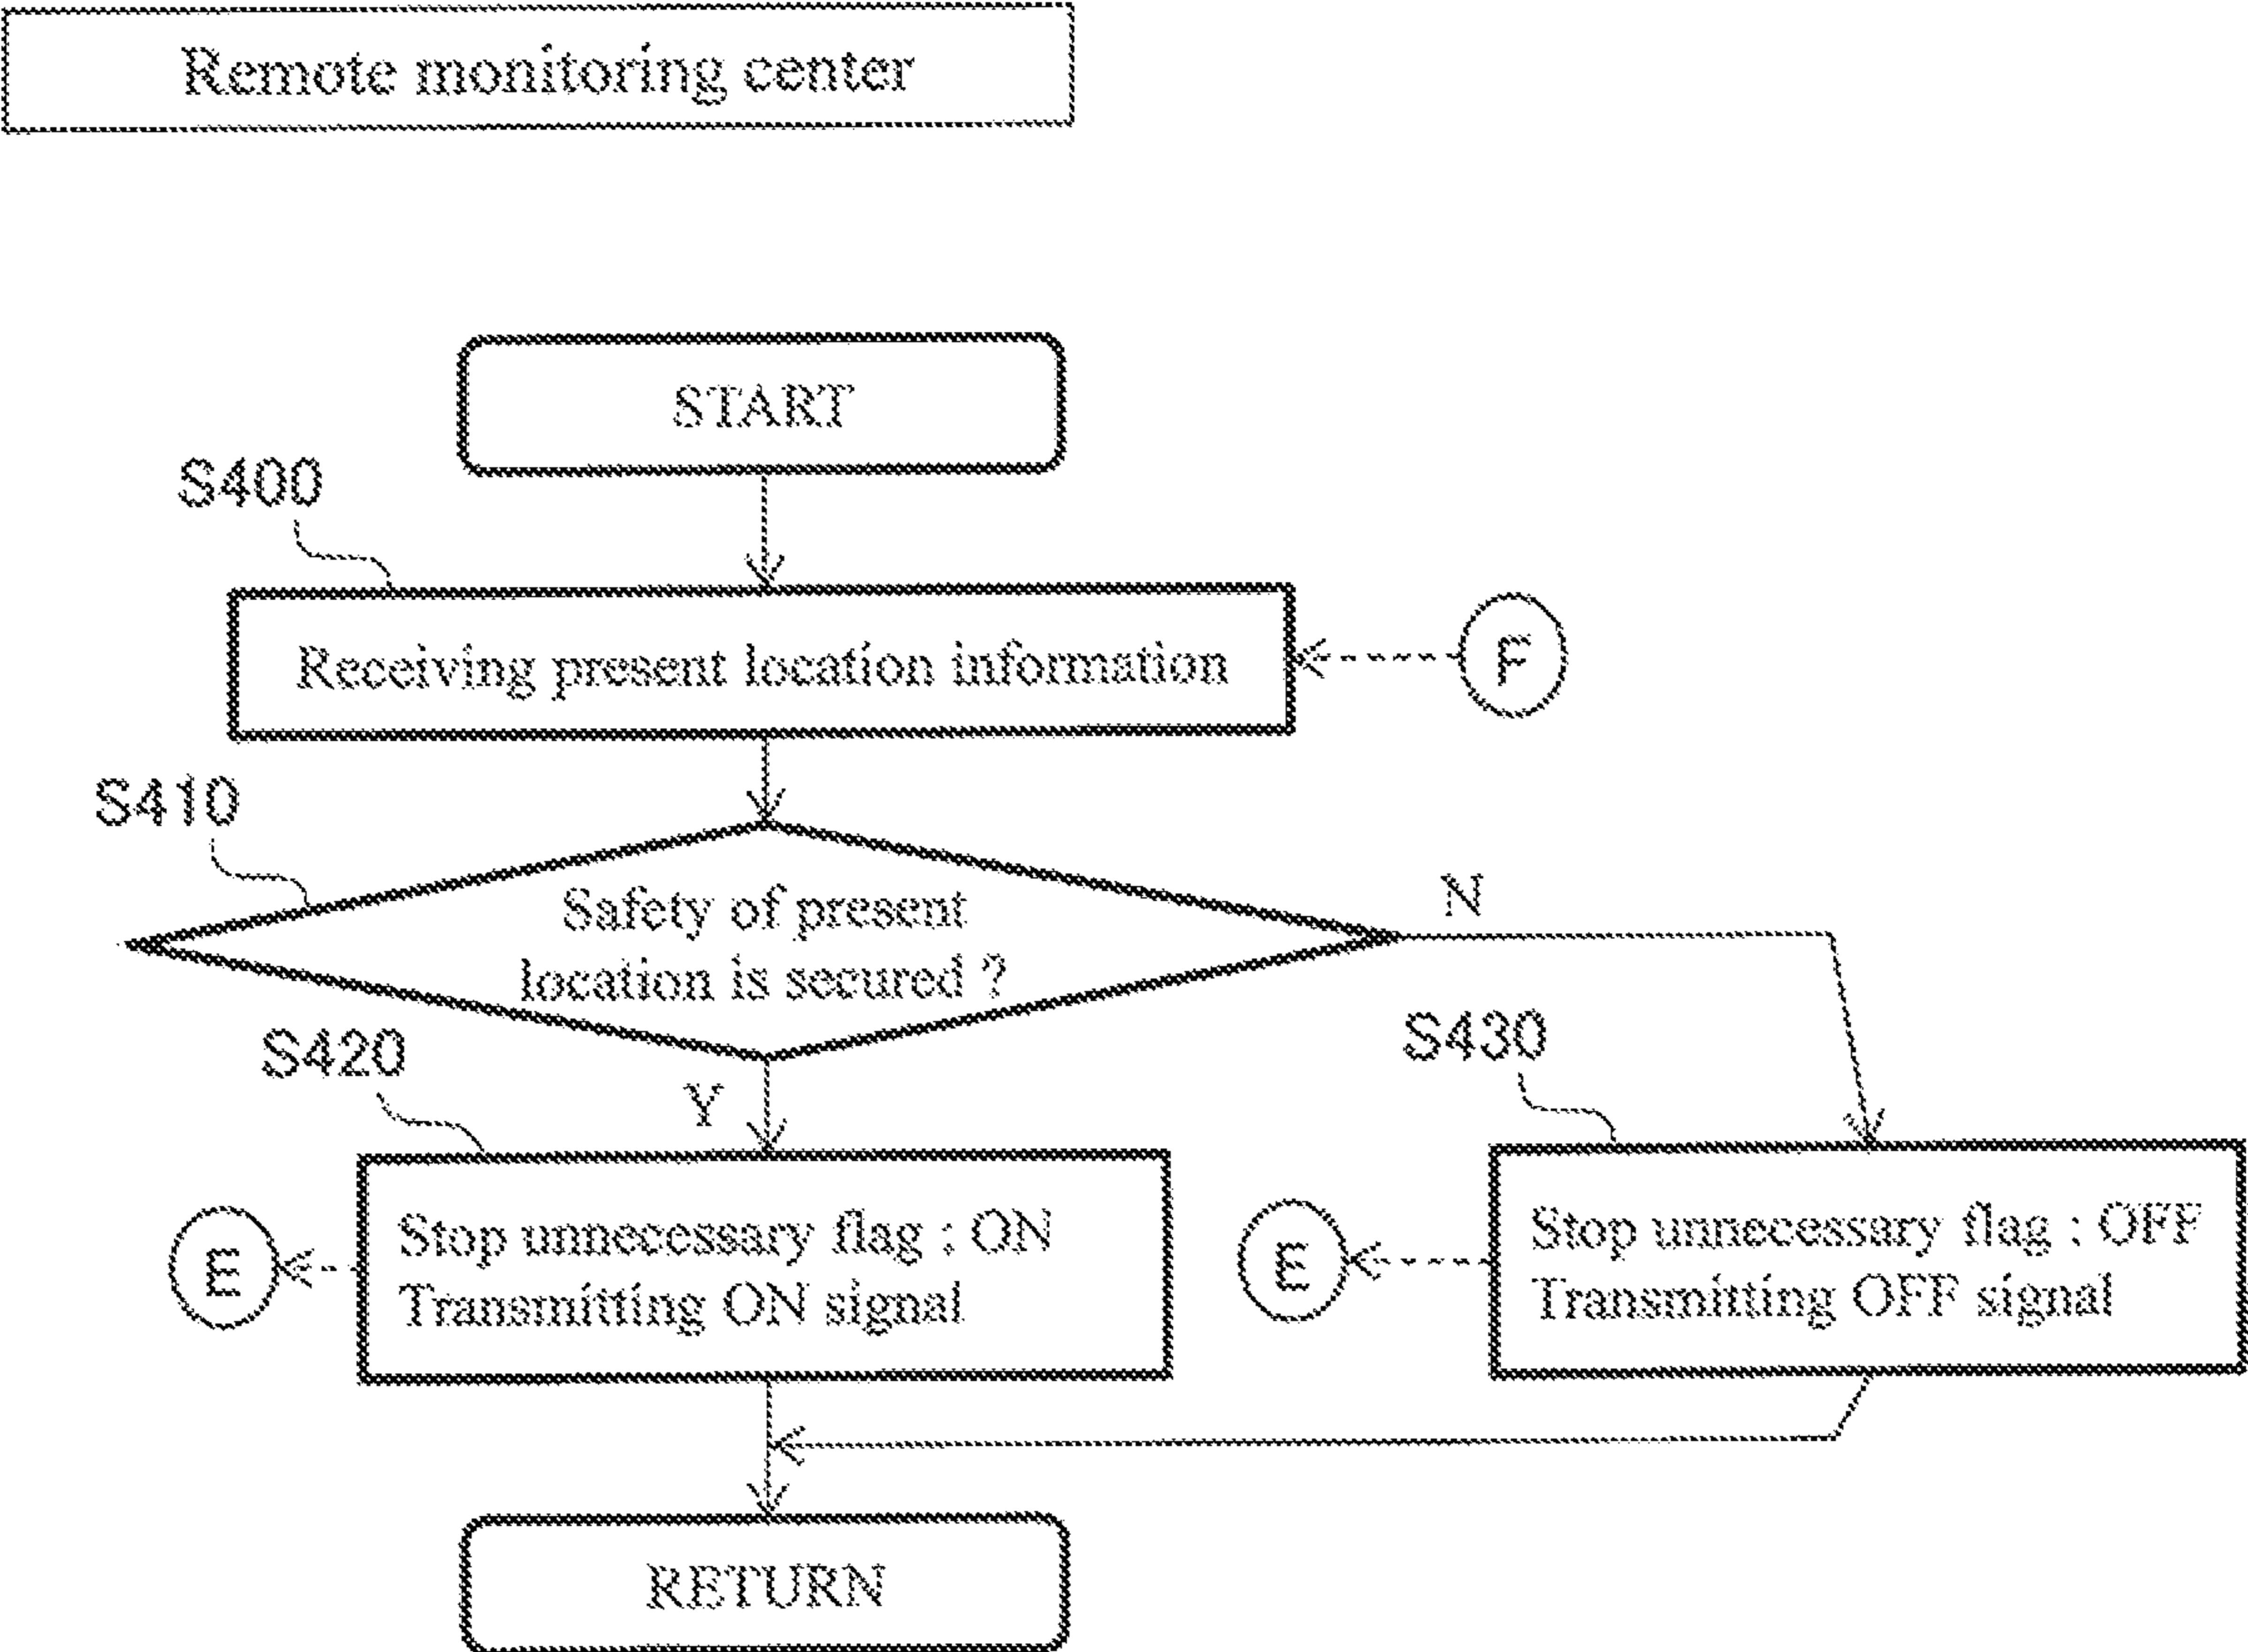 Remote monitoring center
START
S400
Receiving present location information
F
S410
Safety of present
location is secured ?
N
S420
Y
S430
E
Stop unnecessary flag : ON
Transmitting ON signal
E
Stop unnecessary flag : OFF
Transmitting OFF signal
RETURN